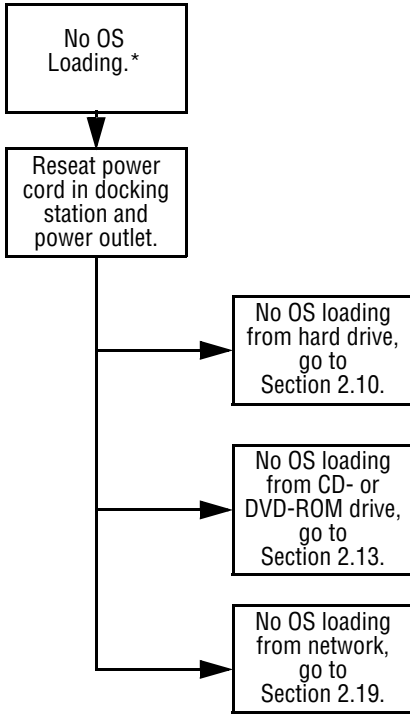 No OS
Loading.*
Reseat power
cord in docking
station and
power outlet.
No OS loading
from hard drive,
go to
Section 2.10.
No OS loading
from CD- or
DVD-ROM drive,
go to
Section 2.13.
No OS loading
from network,
go to
Section 2.19.